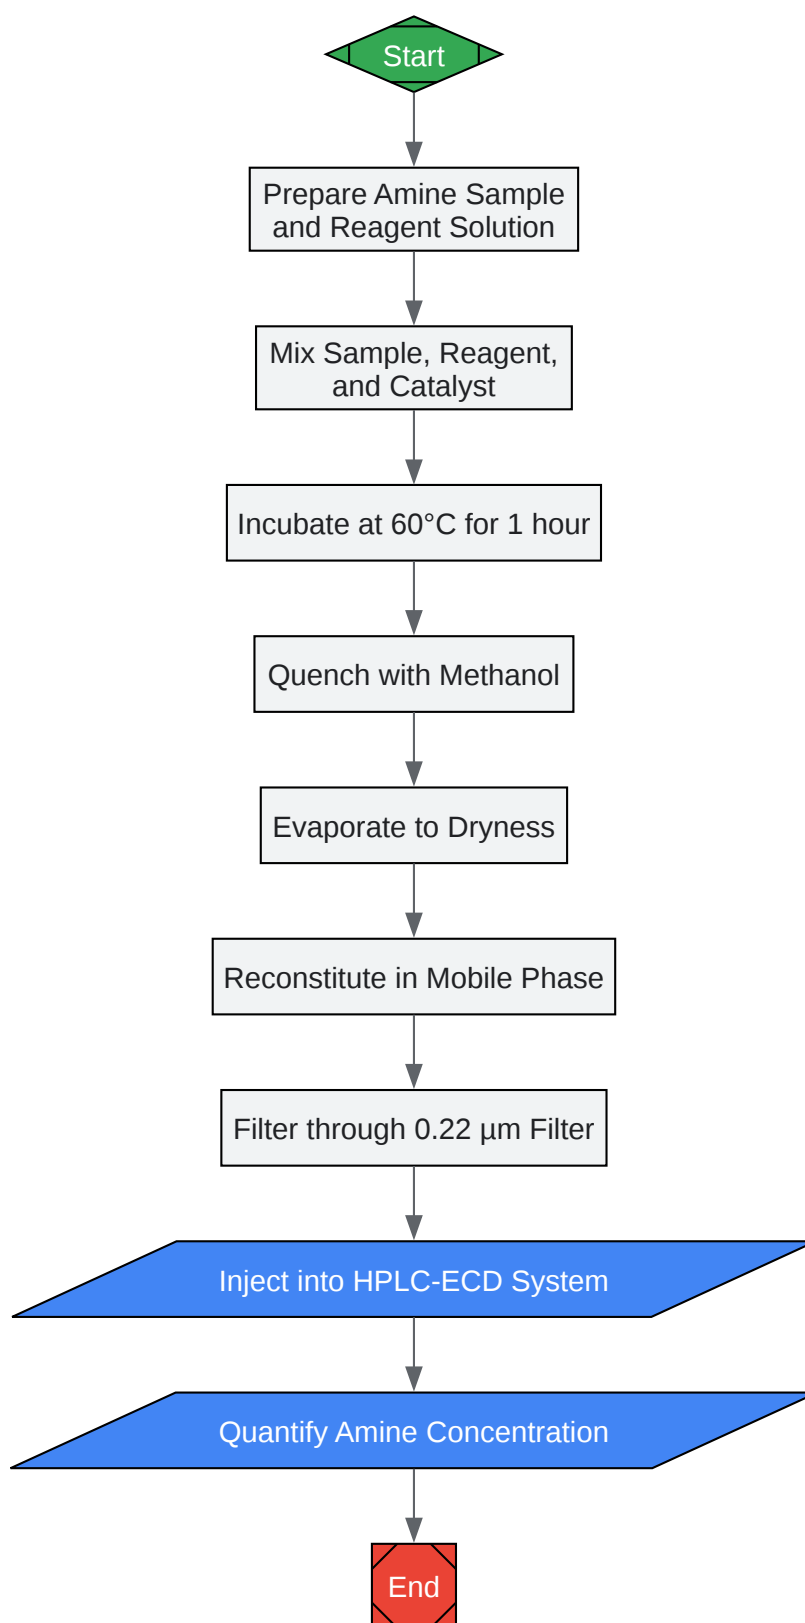 Start
Prepare Amine Sample
and Reagent Solution
Mix Sample, Reagent,
and Catalyst
Incubate at 60°C for 1 hour
Quench with Methanol
Evaporate to Dryness
Reconstitute in Mobile Phase
Filter through 0.22 µm Filter
Inject into HPLC-ECD System
Quantify Amine Concentration
End